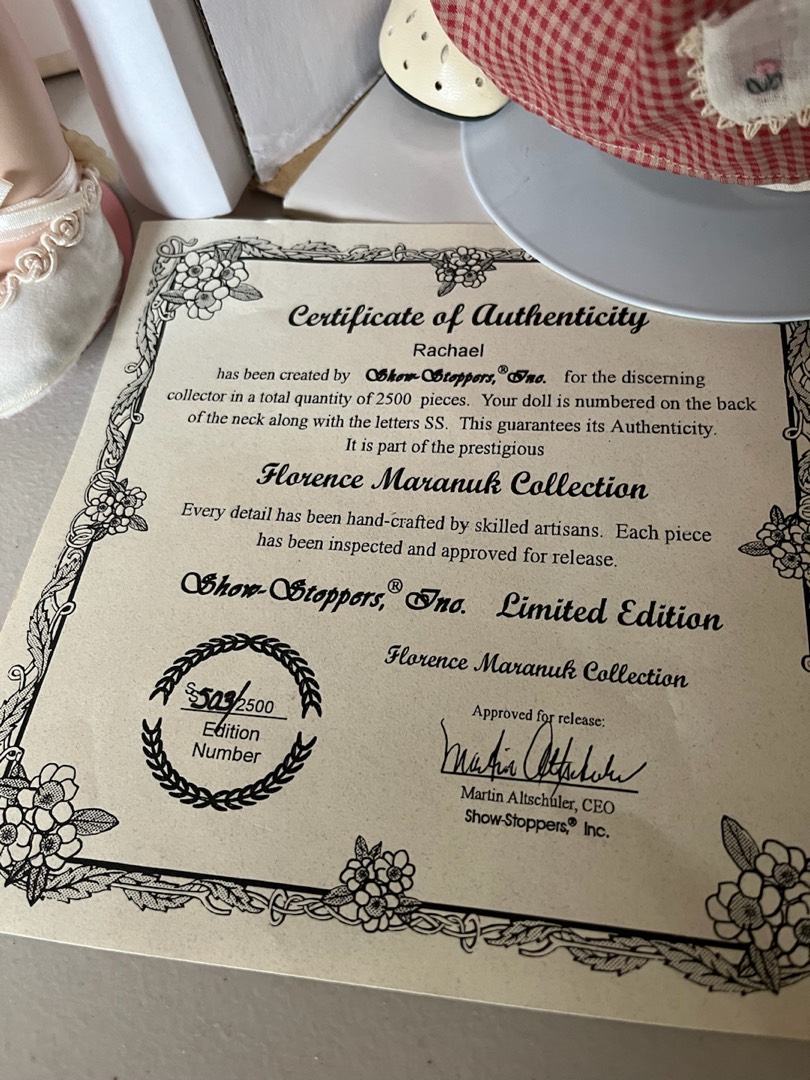 Certificate of Authenticity
Rachael
has been created by Show-Stoppers,® Inc. for the discerning
collector in a total quantity of 2500 pieces. Your doll is numbered on the back
of the neck along with the letters SS. This guarantees its Authenticity.
It is part of the prestigious
Florence Maranuk Collection
Every detail has been hand-crafted by skilled artisans. Each piece
has been inspected and approved for release.
Show-Stoppers,® Inc. Limited Edition
Florence Maranuk Collection
SS 503/2500
Edition
Number
Approved for release:
Martin Altschuler
Martin Altschuler, CEO
Show-Stoppers,® Inc.